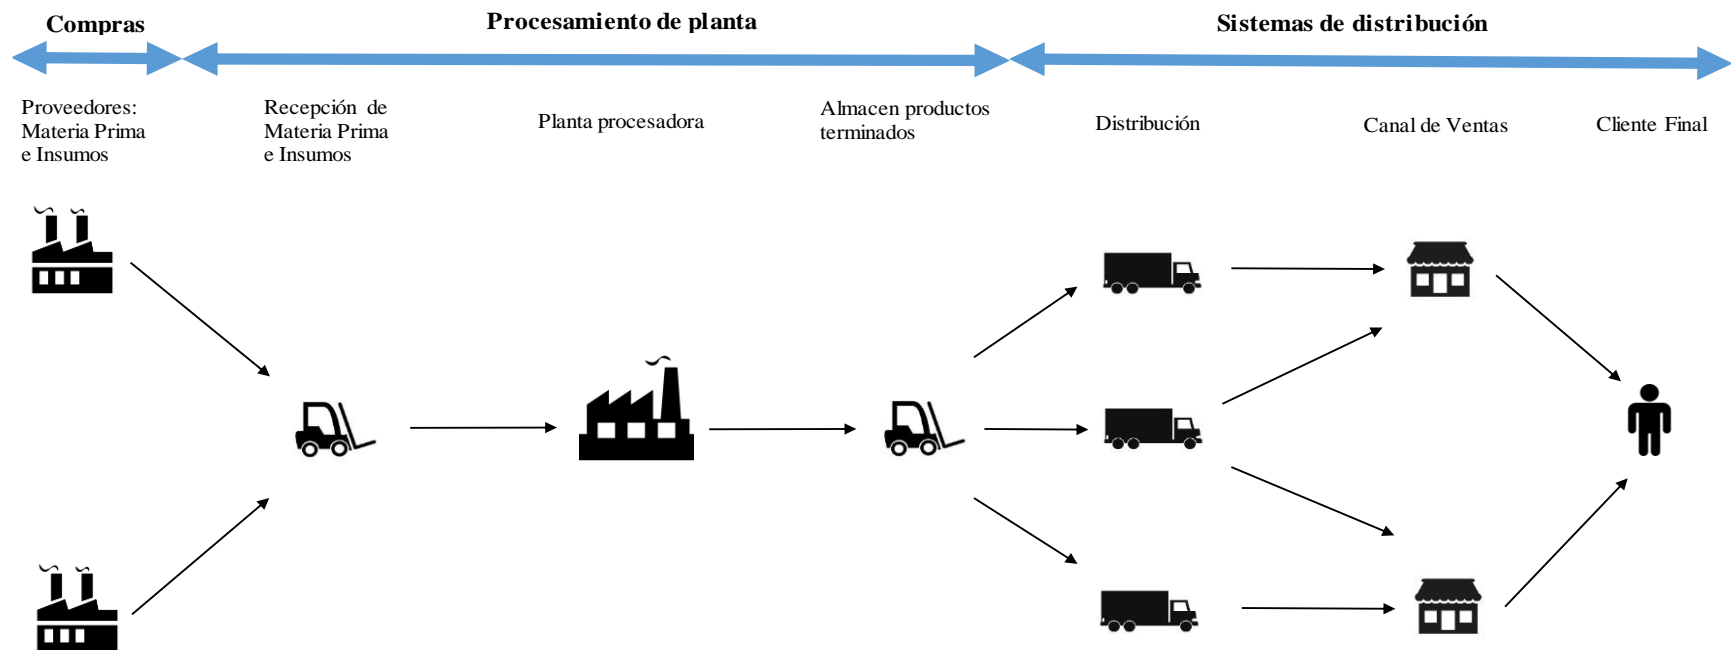 Compras
Procesamiento de planta
Sistemas de distribución
Proveedores:
Materia Prima
e Insumos
Recepción de
Materia Prima
e Insumos
Planta procesadora
Almacen productos
terminados
Distribución
Canal de Ventas
Cliente Final